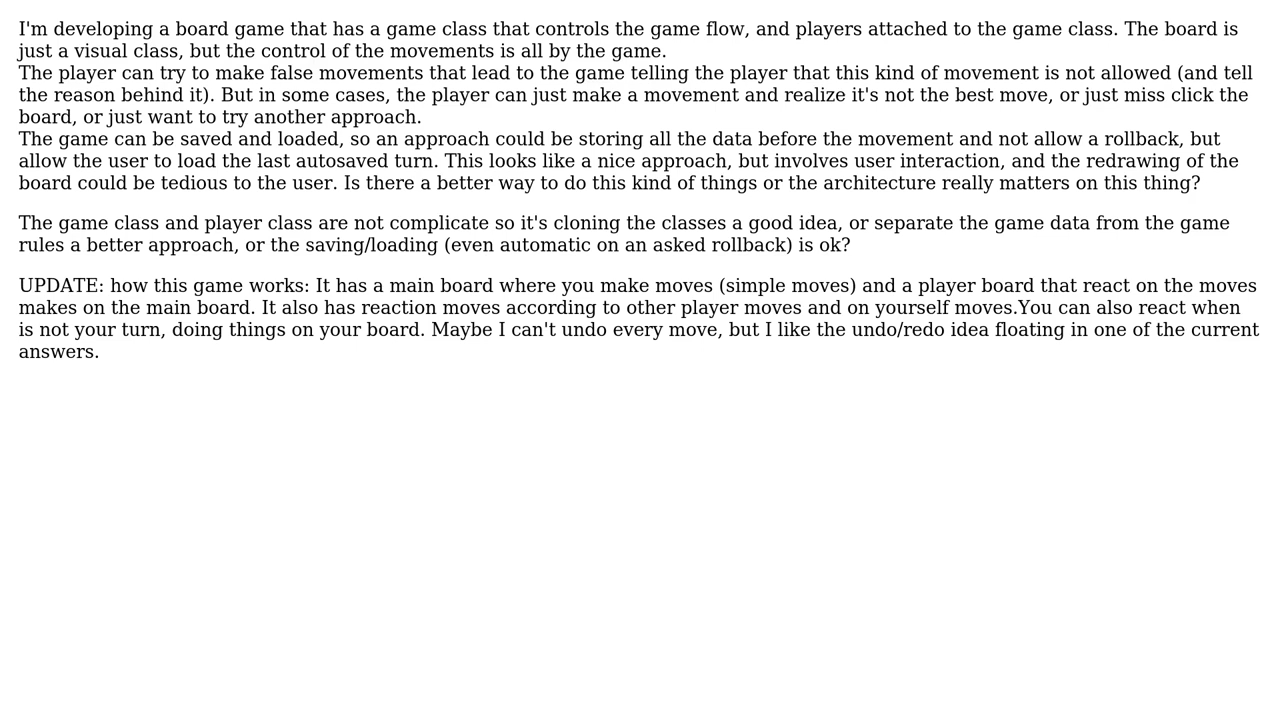 I'm developing a board game that has a game class that controls the game flow, and players attached to the game class. The board is
just a visual class, but the control of the movements is all by the game.
The player can try to make false movements that lead to the game telling the player that this kind of movement is not allowed (and tell
the reason behind it). But in some cases, the player can just make a movement and realize it's not the best move, or just miss click the
board, or just want to try another approach.
The game can be saved and loaded, so an approach could be storing all the data before the movement and not allow a rollback, but
allow the user to load the last autosaved turn. This looks like a nice approach, but involves user interaction, and the redrawing of the
board could be tedious to the user. Is there a better way to do this kind of things or the architecture really matters on this thing?
The game class and player class are not complicate so it's cloning the classes a good idea, or separate the game data from the game
rules a better approach, or the saving/loading (even automatic on an asked rollback) is ok?
UPDATE: how this game works: It has a main board where you make moves (simple moves) and a player board that react on the moves
makes on the main board. It also has reaction moves according to other player moves and on yourself moves.You can also react when
is not your turn, doing things on your board. Maybe I can't undo every move, but I like the undo/redo idea floating in one of the current
answers.